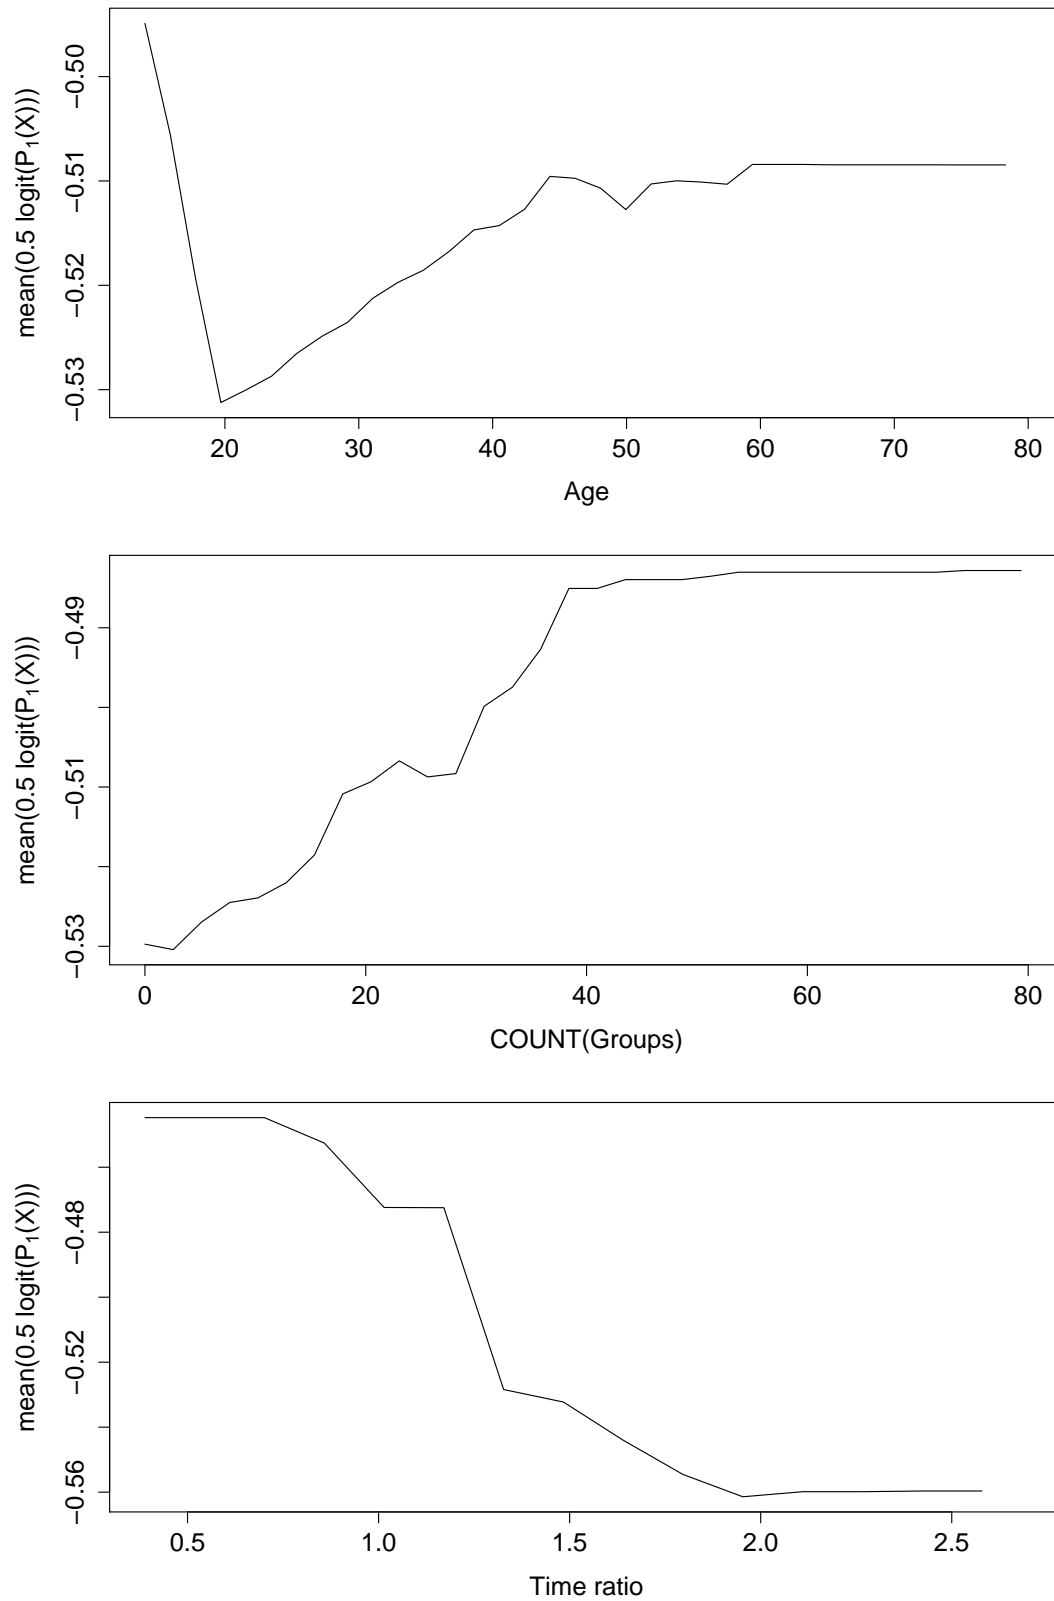 mean(0.5 logit(P₁(X)))
−0.50
−0.51
−0.52
−0.53
20 30 40 50 60 70 80
Age
mean(0.5 logit(P₁(X)))
−0.49
−0.51
−0.53
0 20 40 60 80
COUNT(Groups)
mean(0.5 logit(P₁(X)))
−0.48
−0.52
−0.56
0.5 1.0 1.5 2.0 2.5
Time ratio